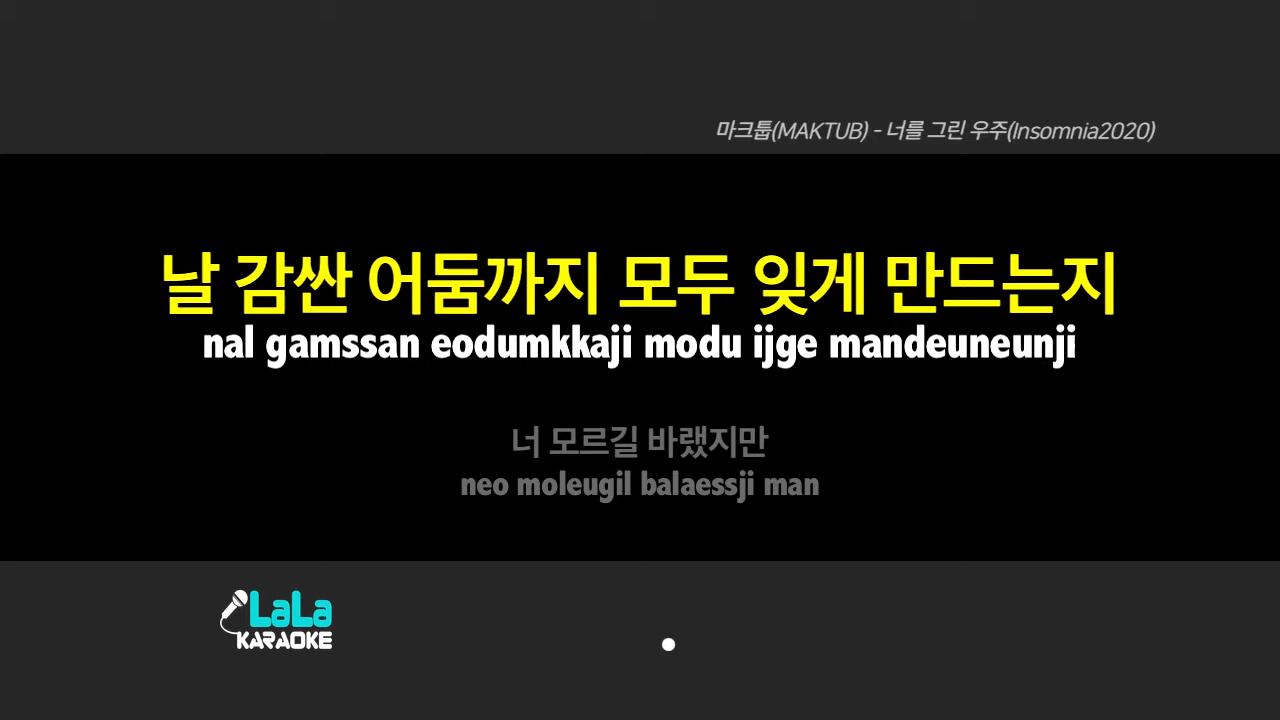 마크툽(MAKTUB) - 너를 그린 우주(Insomnia2020)
날 감싼 어둠까지 모두 잊게 만드는지
nal gamssan eodumkkaji modu ijge mandeuneunji
너 모르길 바랬지만
neo moleugil balaessji man
LaLa
KARAOKE